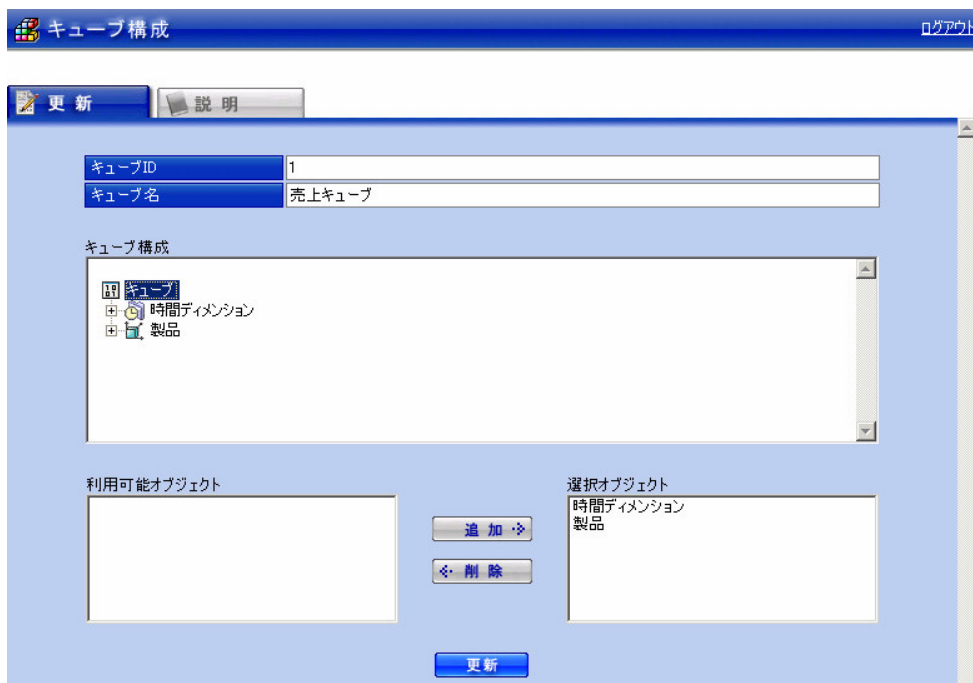 キューブ構成
ログアウト
更新
説明
キューブID
1
キューブ名
売上キューブ
キューブ構成
キューブ
時間ディメンション
製品
利用可能オブジェクト
選択オブジェクト
時間ディメンション
製品
追加
削除
更新